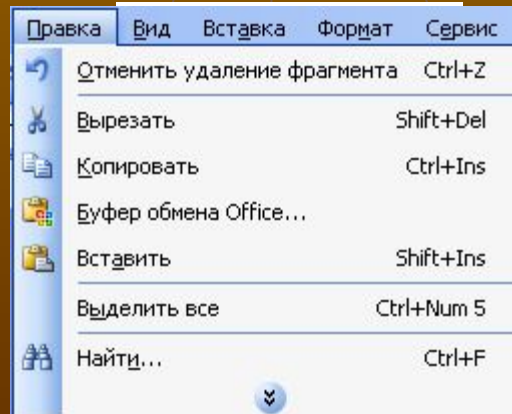 Правка Вид Вставка Формат Сервис
Отменить удаление фрагмента Ctrl+Z
Вырезать Shift+Del
Копировать Ctrl+Ins
Буфер обмена Office...
Вставить Shift+Ins
Выделить все Ctrl+Num 5
Найти... Ctrl+F